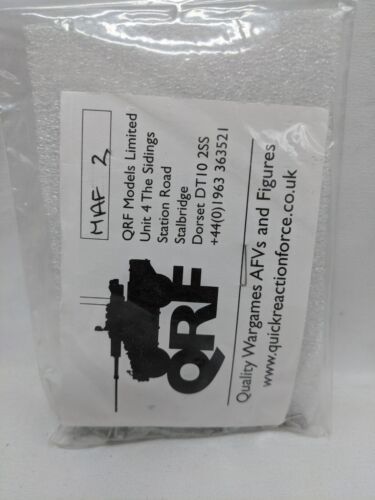 MAF 3
QRF Models Limited
Unit 4 The Sidings
Station Road
Stalbridge
Dorset DT10 2SS
+44(0)1963 363521
QRF
Quality Wargames AFVs and Figures
www.quickreactionforce.co.uk